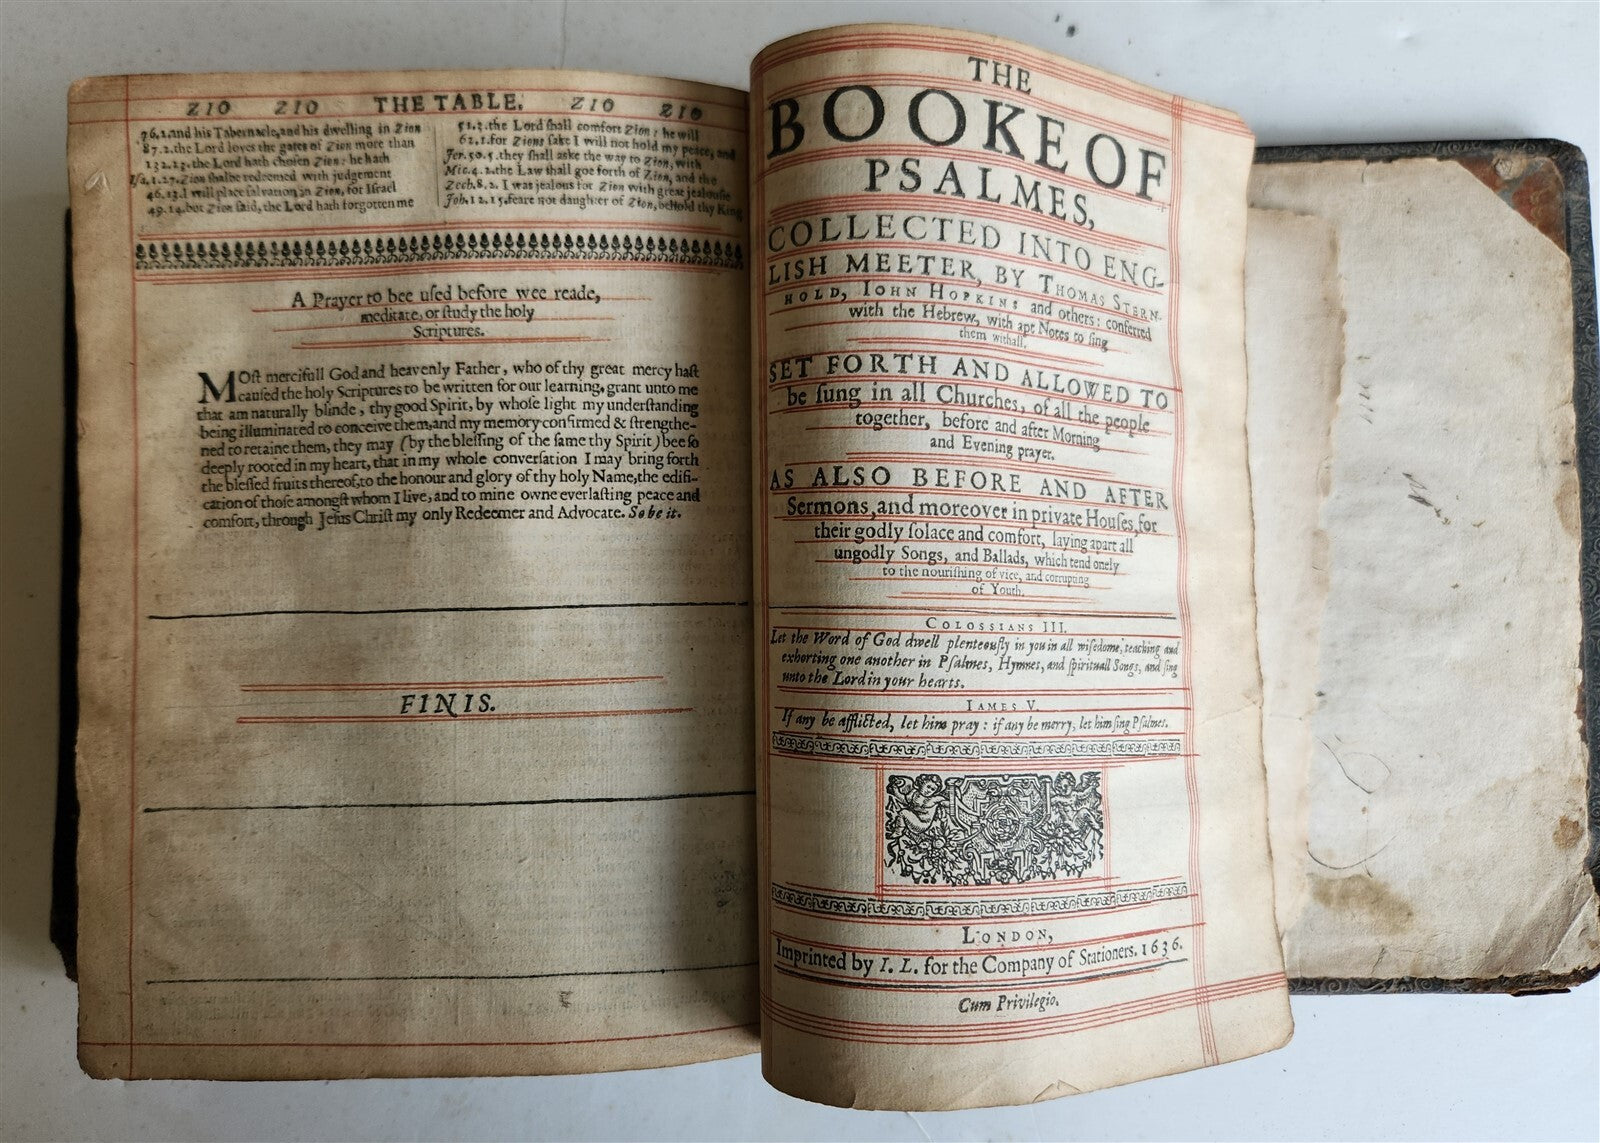 ZIO ZIO THE TABLE. ZIO ZIO
76.2.and his Tabernacle,and his dwelling in Zion
87.2.the Lord loves the gates of Zion more than
132.13.the Lord hath chosen Zion: he hath
Isa.1.27.Zion shalbe redeemed with judgement
46.13.I will place salvation in Zion, for Israel
49.14.but Zion said, the Lord hath forgotten me
51.3.the Lord shall comfort Zion: he will
62.1.for Zions sake I will not hold my peace, and
Jer.50.5.they shall aske the way to Zion, with
Mic.4.2.the Law shall goe forth of Zion, and the
Zech.8.2. I was jealous for Zion with great jealousie
Joh.12.15.feare not daughter of Zion, behold thy King
A Prayer to bee used before wee reade,
meditate, or study the holy
Scriptures.
MOst mercifull God and heavenly Father, who of thy great mercy hast
caused the holy Scriptures to be written for our learning, grant unto me
that am naturally blinde, thy good Spirit, by whose light my understanding
being illuminated to conceive them,and my memory confirmed & strengthe-
ned to retaine them, they may (by the blessing of the same thy Spirit) bee so
deeply rooted in my heart, that in my whole conversation I may bring forth
the blessed fruits thereof,to the honour and glory of thy holy Name,the edifi-
cation of those amongst whom I live, and to mine owne everlasting peace and
comfort, through Jesus Christ my only Redeemer and Advocate. So be it.
FINIS.
THE
BOOKE OF
PSALMES,
COLLECTED INTO ENG-
LISH MEETER, BY THOMAS STERN-
HOLD, IOHN HOPKINS and others: conferred
with the Hebrew, with apt Notes to sing
them withall.
SET FORTH AND ALLOWED TO
be sung in all Churches, of all the people
together, before and after Morning
and Evening prayer.
AS ALSO BEFORE AND AFTER
Sermons, and moreover in private Houses, for
their godly solace and comfort, laying apart all
ungodly Songs, and Ballads, which tend onely
to the nourishing of vice, and corrupting
of Youth.
COLOSSIANS III.
Let the Word of God dwell plenteously in you in all wisedome, teaching and
exhorting one another in Psalmes, Hymnes, and spirituall Songs, and sing
unto the Lord in your hearts.
IAMES V.
If any be afflicted, let him pray: if any be merry, let him sing Psalmes.
LONDON,
Imprinted by I. L. for the Company of Stationers. 1636.
Cum Privilegio.